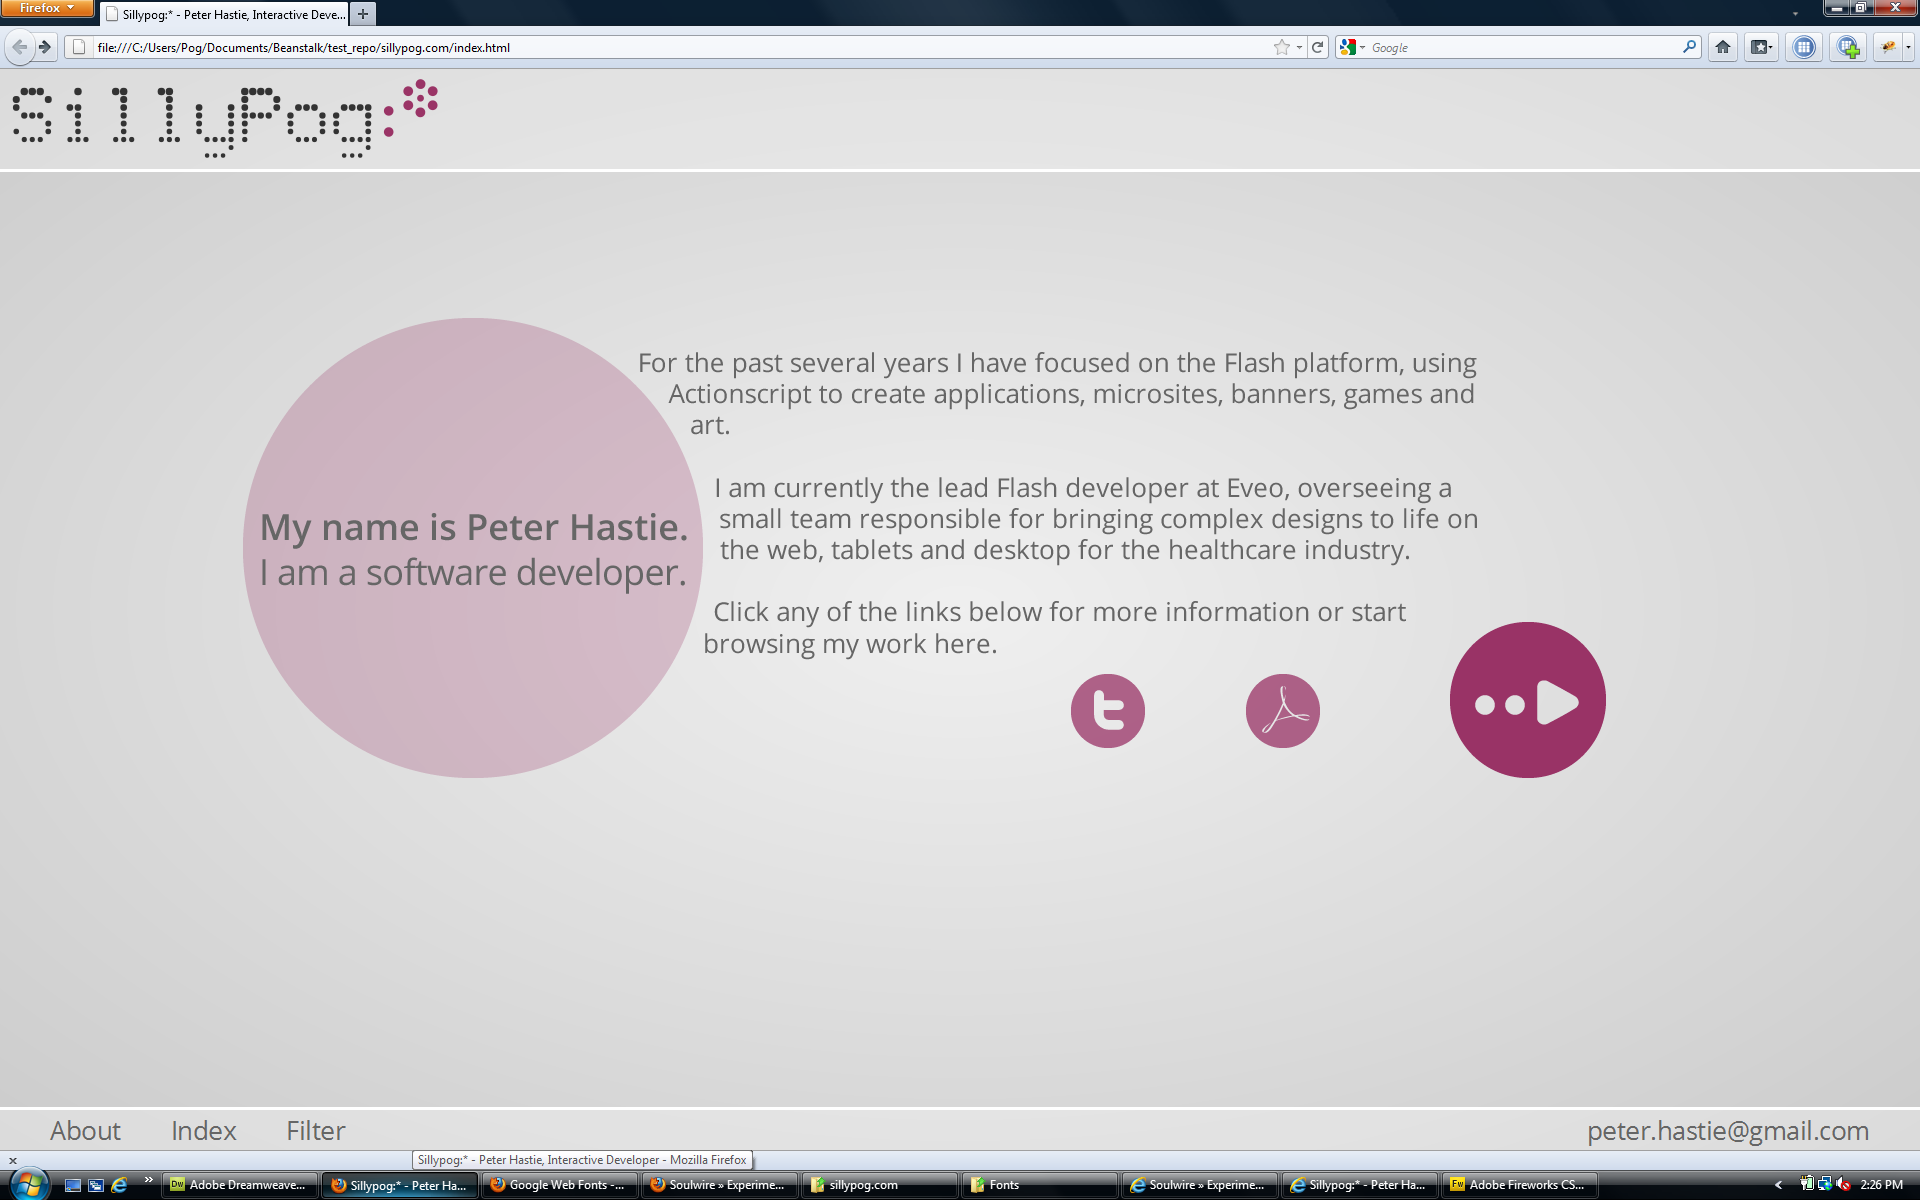 Firefox
Sillypog:* - Peter Hastie, Interactive Deve...
file:///C:/Users/Pog/Documents/Beanstalk/test_repo/sillypog.com/index.html
Google
SillyPog:*
For the past several years I have focused on the Flash platform, using
Actionscript to create applications, microsites, banners, games and
art.
My name is Peter Hastie.
I am a software developer.
I am currently the lead Flash developer at Eveo, overseeing a
small team responsible for bringing complex designs to life on
the web, tablets and desktop for the healthcare industry.
Click any of the links below for more information or start
browsing my work here.
About Index Filter peter.hastie@gmail.com
Sillypog:* - Peter Hastie, Interactive Developer - Mozilla Firefox
Adobe Dreamweave... Sillypog:* - Peter Ha... Google Web Fonts -... Soulwire » Experime... sillypog.com Fonts Soulwire » Experime... Sillypog:* - Peter Ha... Adobe Fireworks CS... 2:26 PM